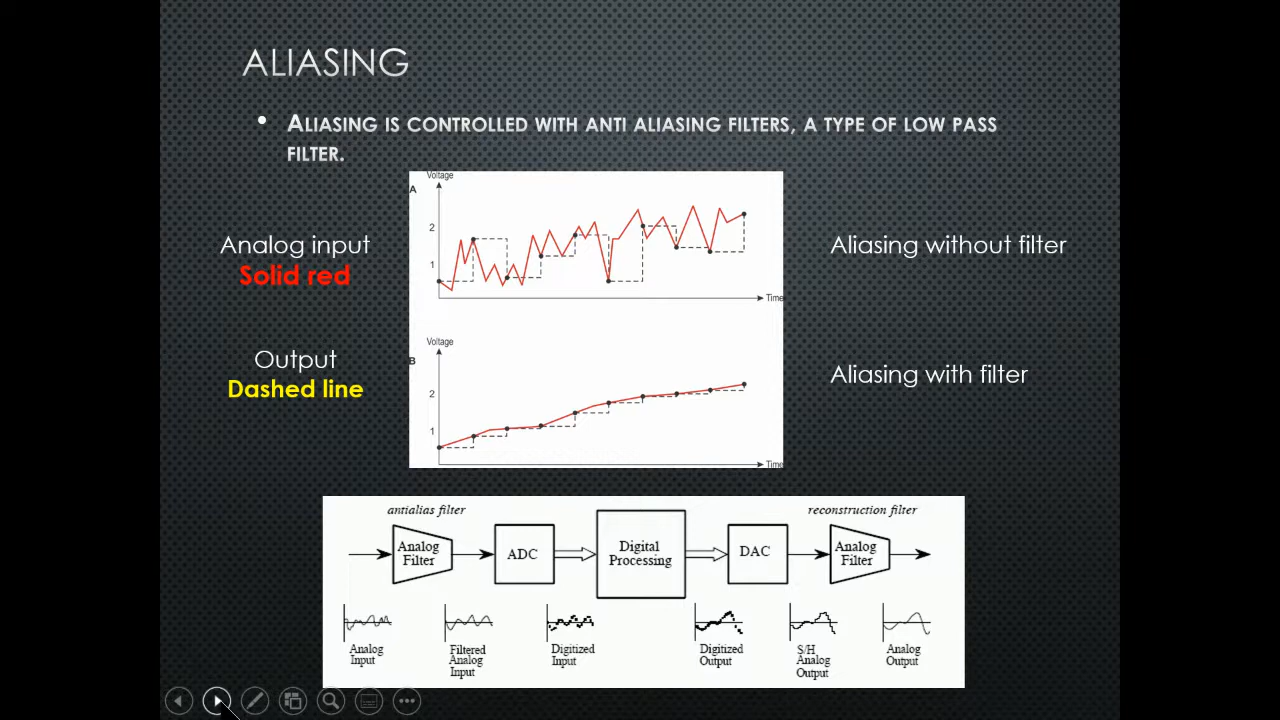 ALIASING
• ALIASING IS CONTROLLED WITH ANTI ALIASING FILTERS, A TYPE OF LOW PASS
FILTER.
Analog input
Solid red
Output
Dashed line
Voltage
A
2
1
Time
Voltage
B
2
1
Time
Aliasing without filter
Aliasing with filter
antialias filter
reconstruction filter
Analog
Filter
ADC
Digital
Processing
DAC
Analog
Filter
Analog
Input
Filtered
Analog
Input
Digitized
Input
Digitized
Output
S/H
Analog
Output
Analog
Output